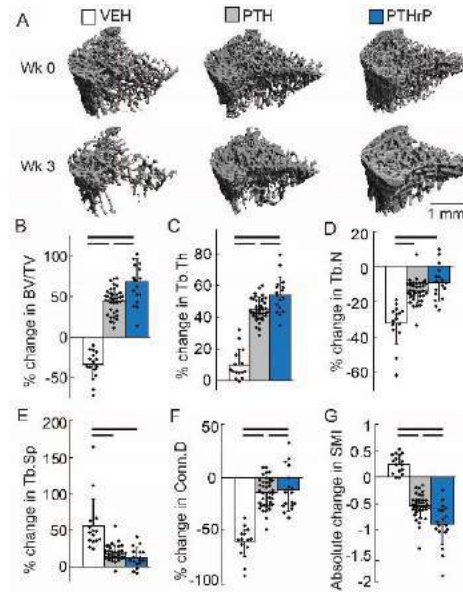 A
VEH
PTH
PTHrP
Wk 0
Wk 3
1 mm
B
% change in BV/TV
100
50
0
-50
C
% change in Tb.Th
80
60
40
20
0
D
% change in Tb.N
20
0
-20
-40
-60
E
% change in Tb.Sp
200
150
100
50
0
F
% change in Conn.D
50
0
-50
-100
G
Absolute change in SMI
1
0.5
0
-0.5
-1
-1.5
-2